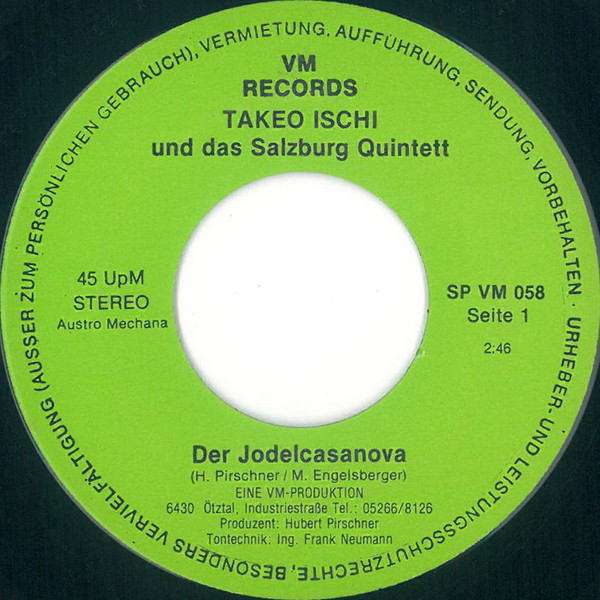 VM
RECORDS
TAKEO ISCHI
und das Salzburg Quintett
45 UpM
STEREO
Austro Mechana
SP VM 058
Seite 1
2:46
Der Jodelcasanova
(H. Pirschner / M. Engelsberger)
EINE VM-PRODUKTION
6430 Ötztal, Industriestraße Tel.: 05266/8126
Produzent: Hubert Pirschner
Tontechnik: Ing. Frank Neumann
URHEBER- UND LEISTUNGSSCHUTZRECHTE, BESONDERS VERVIELFÄLTIGUNG (AUSSER ZUM PERSÖNLICHEN GEBRAUCH), VERMIETUNG, AUFFÜHRUNG, SENDUNG, VORBEHALTEN ·